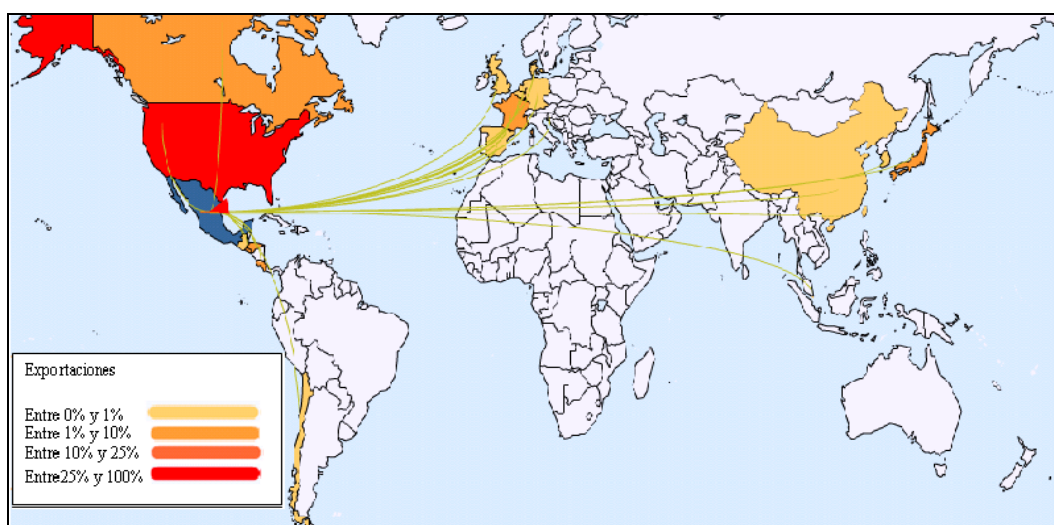 Exportaciones
Entre 0% y 1%
Entre 1% y 10%
Entre 10% y 25%
Entre25% y 100%